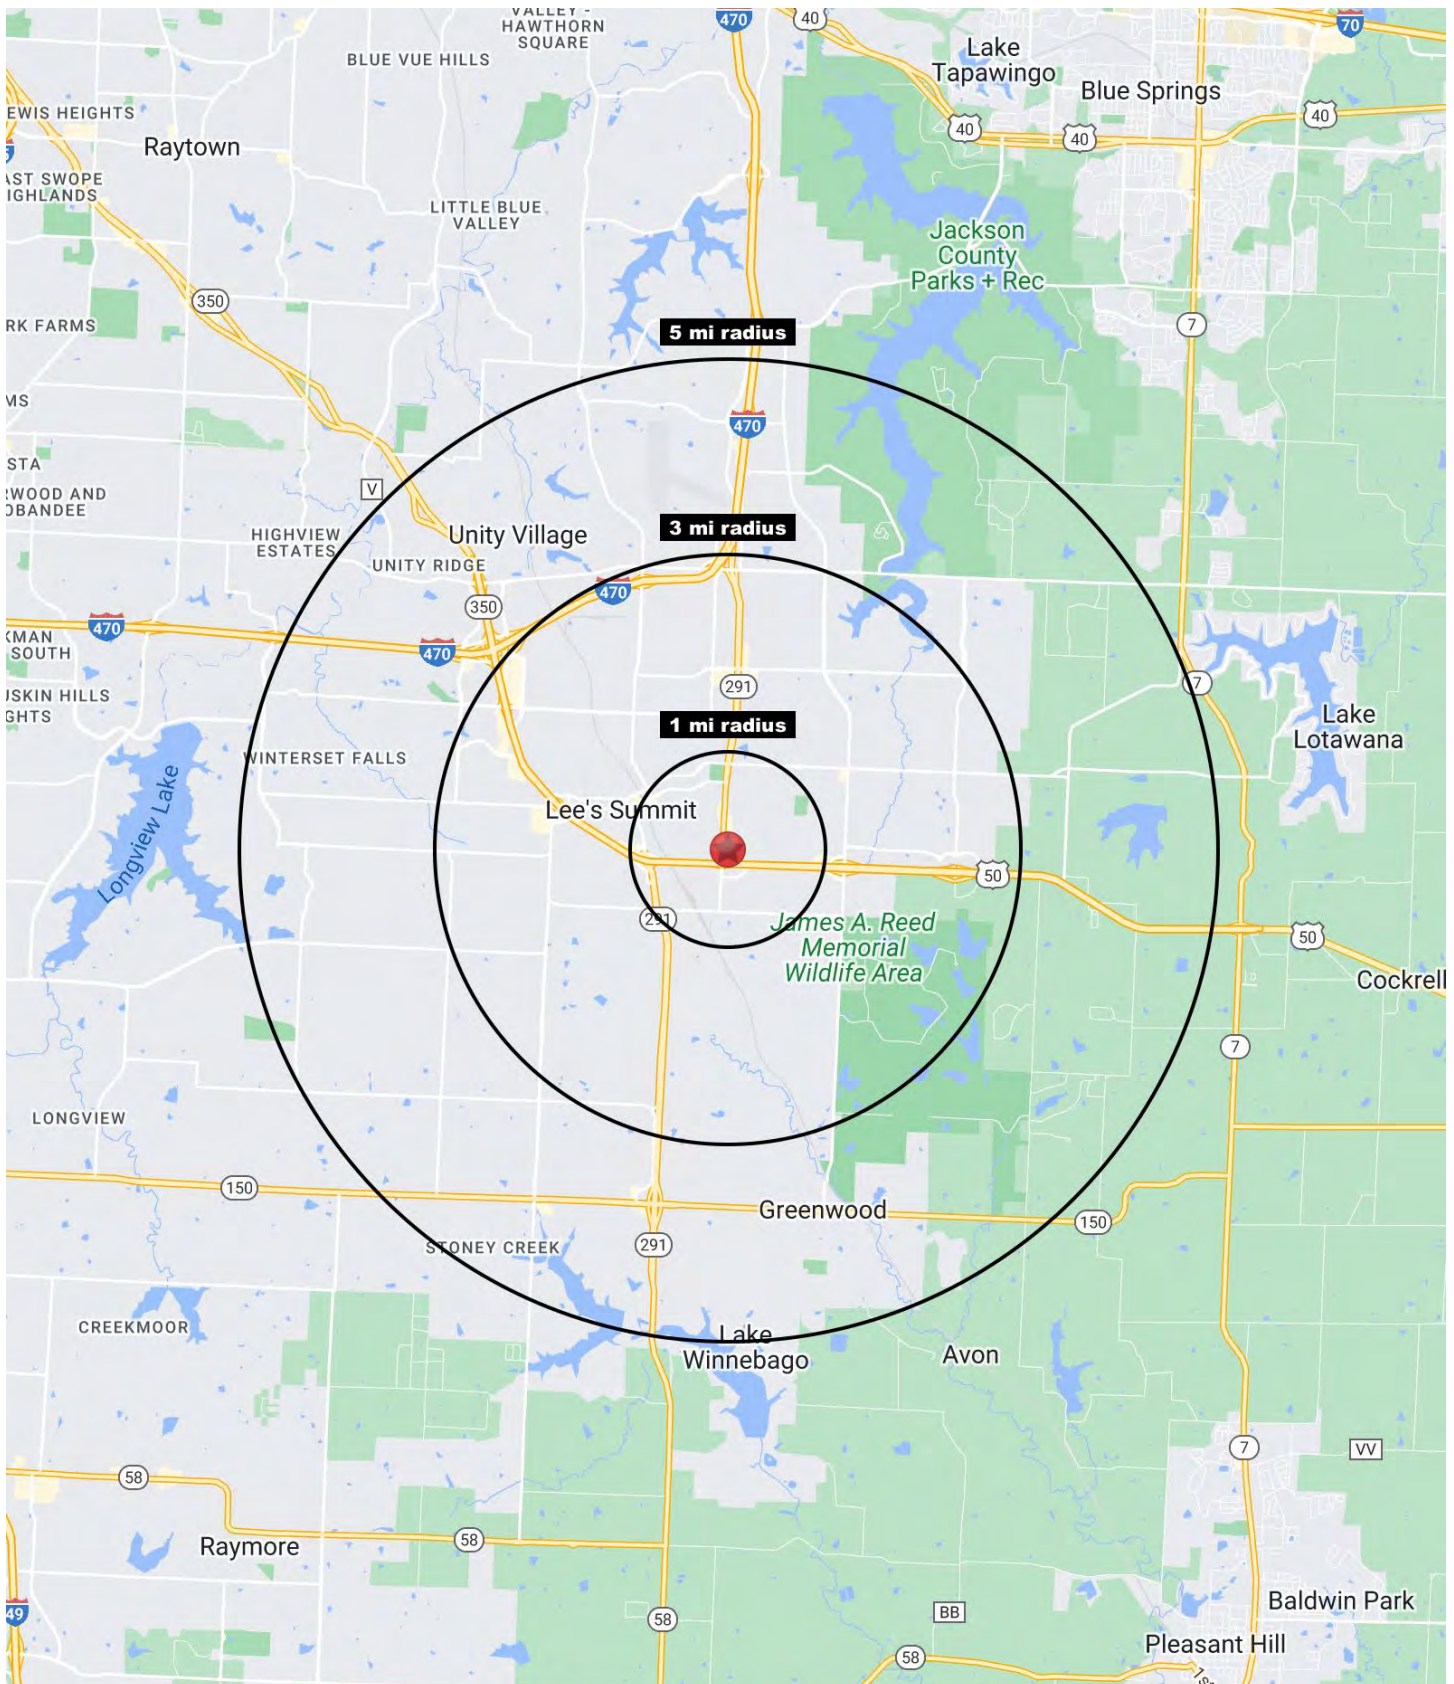 VALLEY -
HAWTHORN
SQUARE
470
40
70
BLUE VUE HILLS
Lake
Tapawingo
Blue Springs
EWIS HEIGHTS
40
40
40
Raytown
AST SWOPE
IGHLANDS
LITTLE BLUE
VALLEY
Jackson
County
Parks + Rec
350
RK FARMS
7
5 mi radius
MS
470
STA
V
RWOOD AND
OBANDEE
3 mi radius
HIGHVIEW
ESTATES
Unity Village
UNITY RIDGE
470
350
470
KMAN
SOUTH
470
USKIN HILLS
GHTS
291
7
1 mi radius
Lake
Lotawana
WINTERSET FALLS
Longview Lake
Lee's Summit
50
291
James A. Reed
Memorial
Wildlife Area
50
Cockrell
7
LONGVIEW
150
Greenwood
150
STONEY CREEK
291
CREEKMOOR
Lake
Winnebago
Avon
7
VV
58
Raymore
58
49
58
BB
Baldwin Park
Pleasant Hill
58
1s